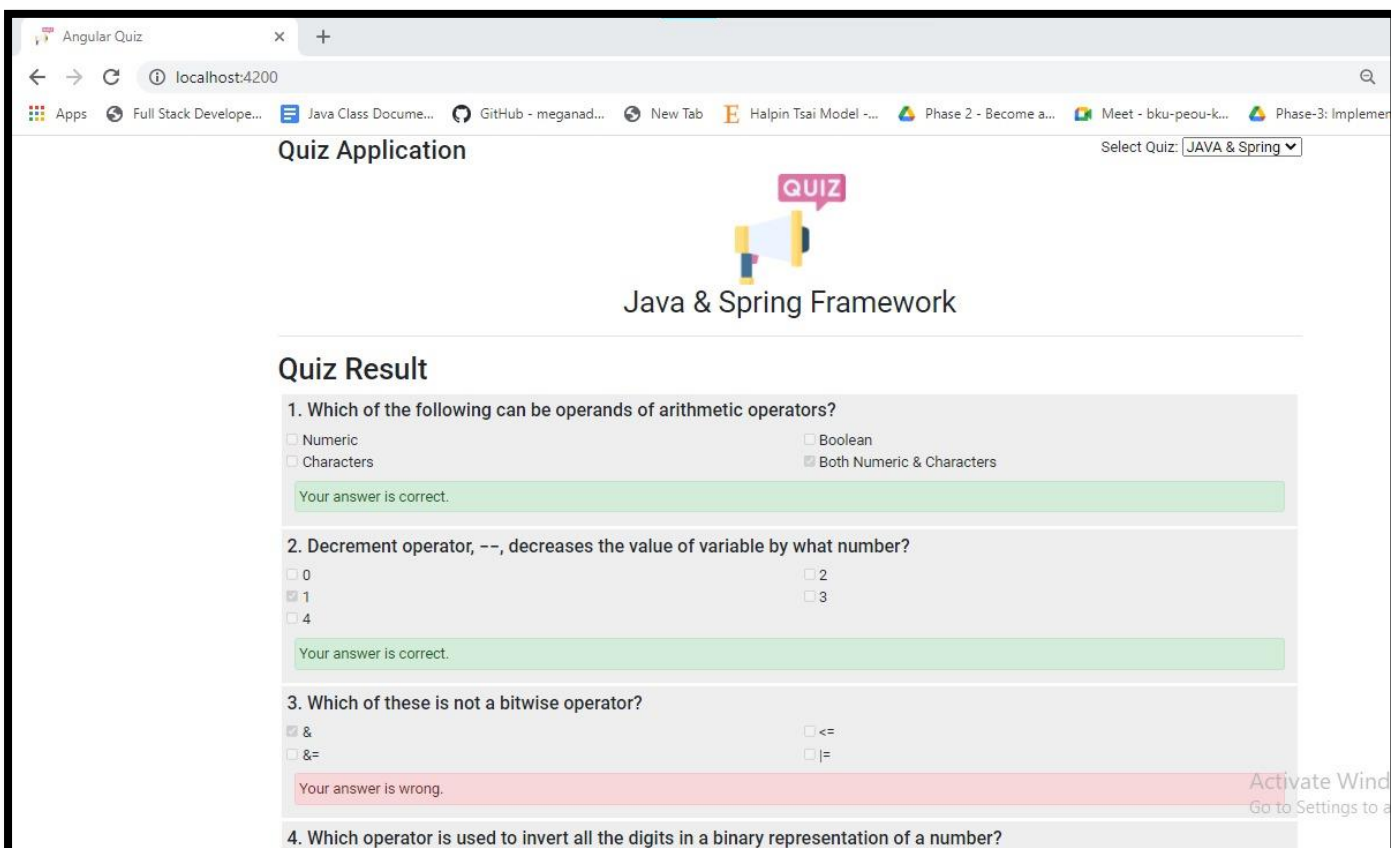 Angular Quiz
localhost:4200
Apps Full Stack Develope... Java Class Docume... GitHub - meganad... New Tab E Halpin Tsai Model -... Phase 2 - Become a... Meet - bku-peou-k... Phase-3: Implemen
Quiz Application Select Quiz: JAVA & Spring
QUIZ
Java & Spring Framework
Quiz Result
1. Which of the following can be operands of arithmetic operators?
Numeric Boolean
Characters Both Numeric & Characters
Your answer is correct.
2. Decrement operator, −−, decreases the value of variable by what number?
0 2
1 3
4
Your answer is correct.
3. Which of these is not a bitwise operator?
& <=
&= |=
Your answer is wrong.
Activate Wind
Go to Settings to a
4. Which operator is used to invert all the digits in a binary representation of a number?